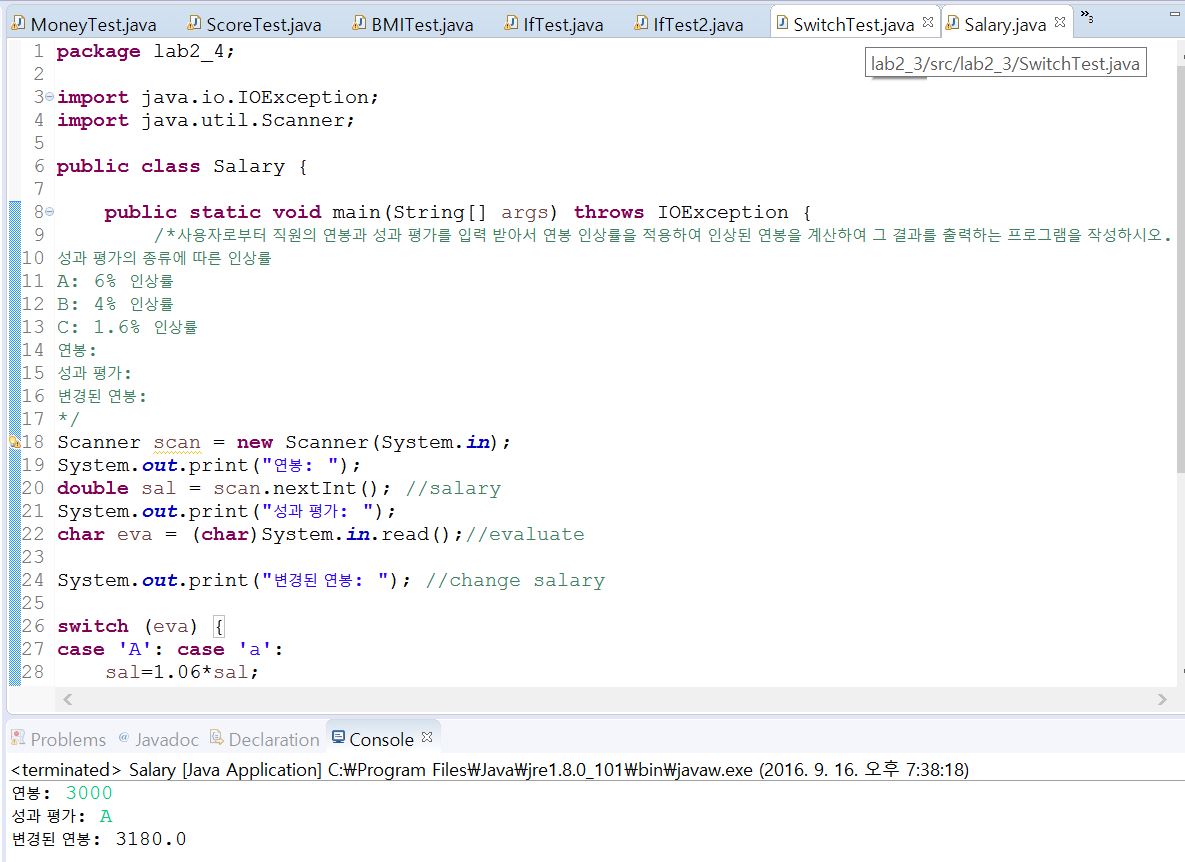 MoneyTest.java ScoreTest.java BMITest.java IfTest.java IfTest2.java SwitchTest.java Salary.java »3
lab2_3/src/lab2_3/SwitchTest.java
1 package lab2_4;
2
3 import java.io.IOException;
4 import java.util.Scanner;
5
6 public class Salary {
7
8 public static void main(String[] args) throws IOException {
9 /*사용자로부터 직원의 연봉과 성과 평가를 입력 받아서 연봉 인상률을 적용하여 인상된 연봉을 계산하여 그 결과를 출력하는 프로그램을 작성하시오.
10 성과 평가의 종류에 따른 인상률
11 A: 6% 인상률
12 B: 4% 인상률
13 C: 1.6% 인상률
14 연봉:
15 성과 평가:
16 변경된 연봉:
17 */
18 Scanner scan = new Scanner(System.in);
19 System.out.print("연봉: ");
20 double sal = scan.nextInt(); //salary
21 System.out.print("성과 평가: ");
22 char eva = (char)System.in.read();//evaluate
23
24 System.out.print("변경된 연봉: "); //change salary
25
26 switch (eva) {
27 case 'A': case 'a':
28 sal=1.06*sal;
Problems @ Javadoc Declaration Console
<terminated> Salary [Java Application] C:₩Program Files₩Java₩jre1.8.0_101₩bin₩javaw.exe (2016. 9. 16. 오후 7:38:18)
연봉: 3000
성과 평가: A
변경된 연봉: 3180.0